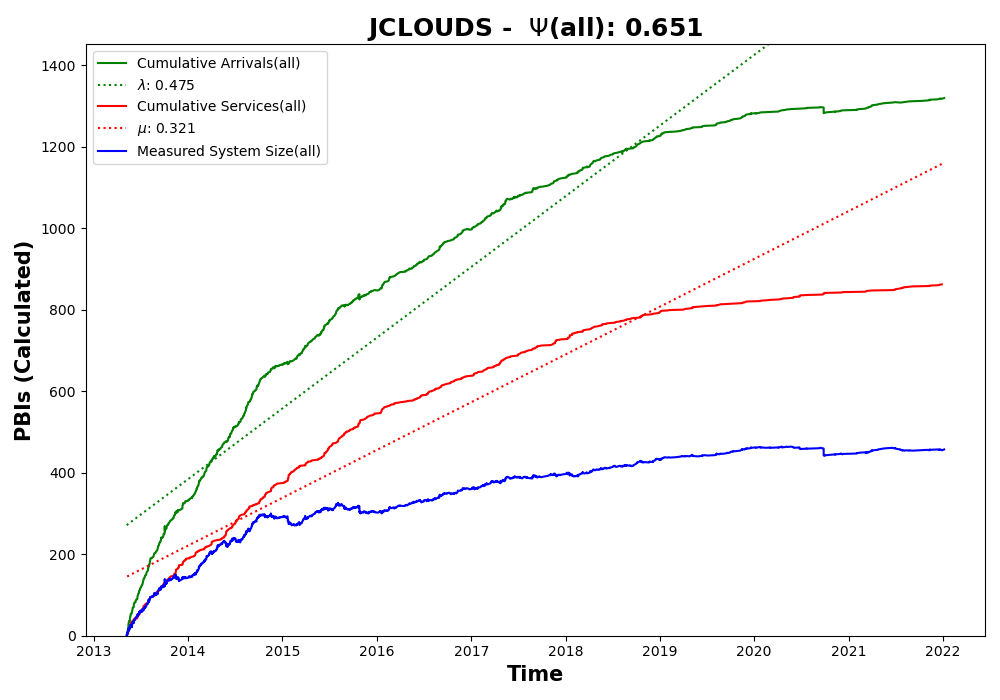 JCLOUDS - Ψ(all): 0.651
Cumulative Arrivals(all)
λ: 0.475
Cumulative Services(all)
μ: 0.321
Measured System Size(all)
PBIs (Calculated)
1400
1200
1000
800
600
400
200
0
2013 2014 2015 2016 2017 2018 2019 2020 2021 2022
Time